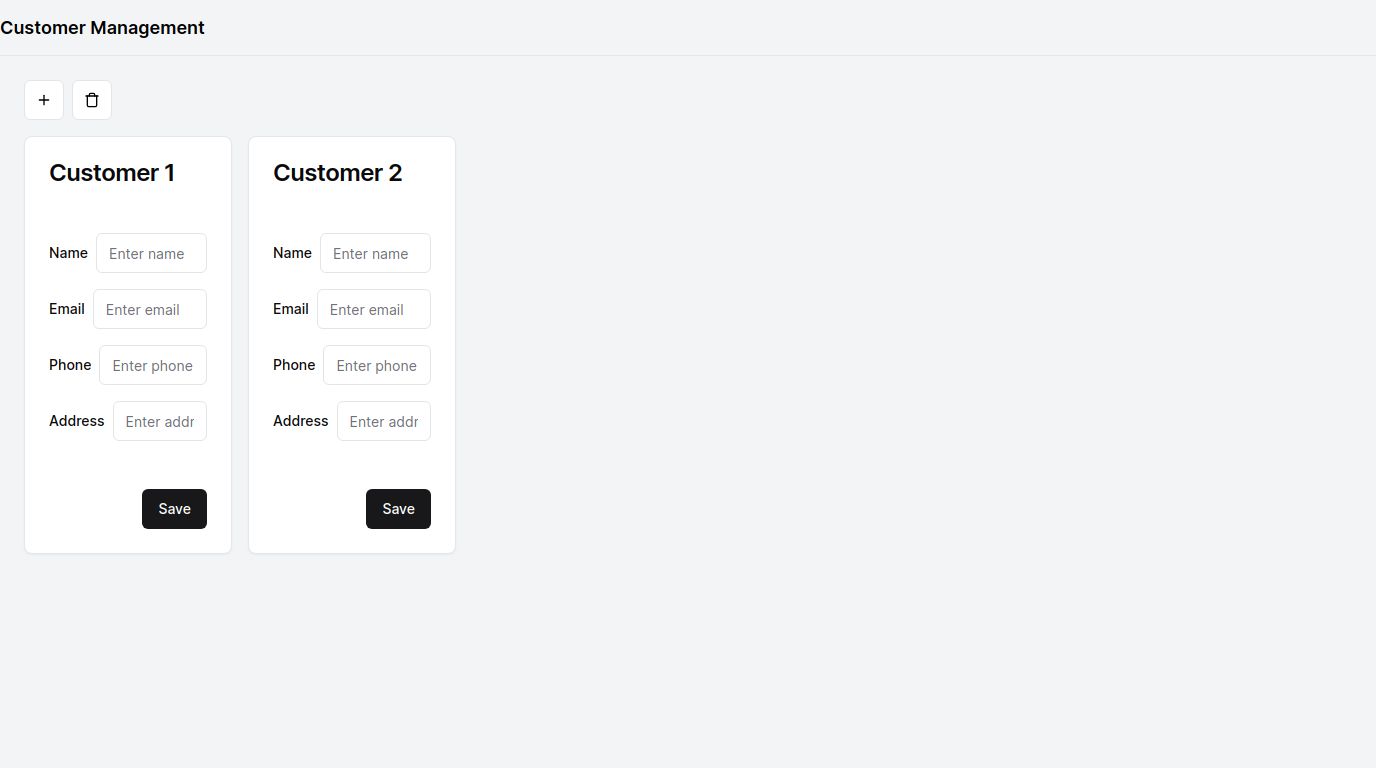 Customer Management
Customer 1
Name Enter name
Email Enter email
Phone Enter phone
Address Enter addr
Save
Customer 2
Name Enter name
Email Enter email
Phone Enter phone
Address Enter addr
Save